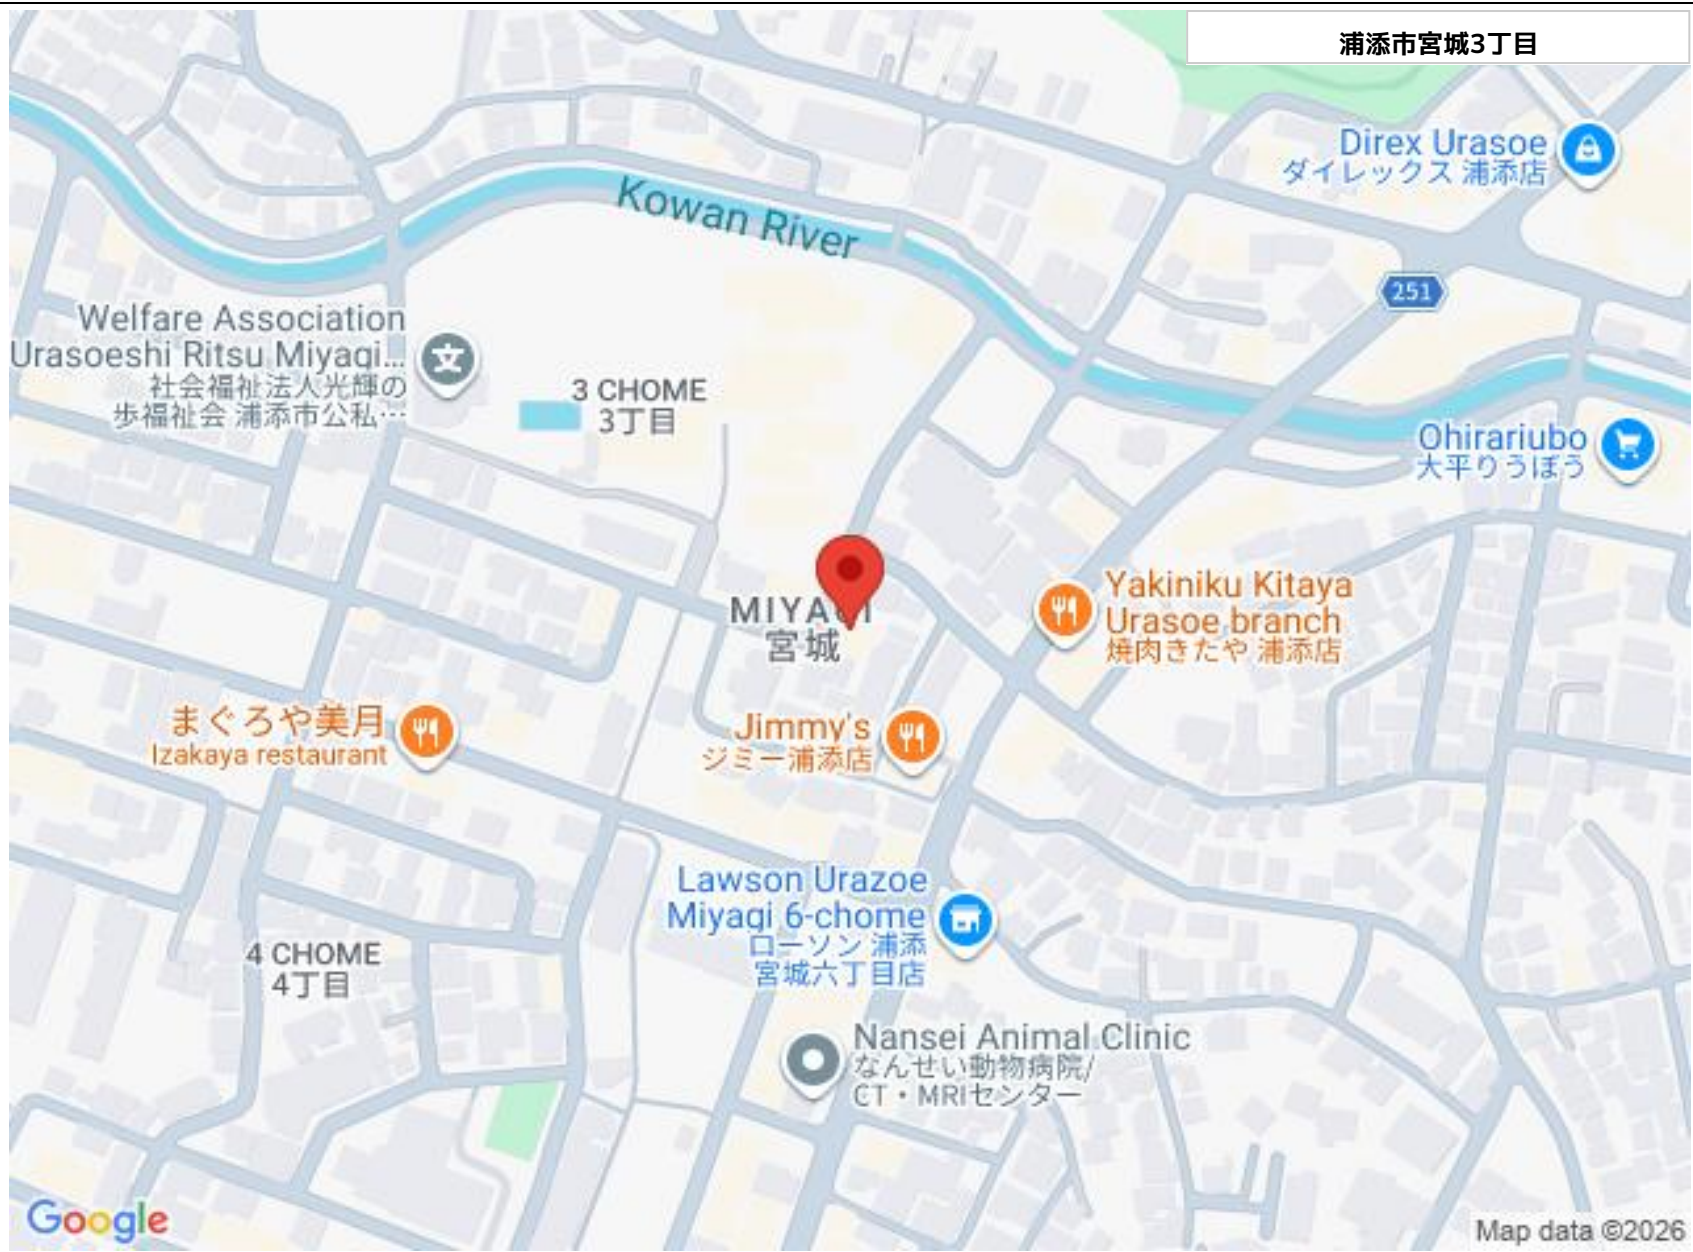 浦添市宮城3丁目
Direx Urasoe
ダイレックス 浦添店
Kowan River
251
Welfare Association
Urasoeshi Ritsu Miyagi...
社会福祉法人光輝の
歩福祉会 浦添市公私…
3 CHOME
3丁目
Ohirariubo
大平りうぼう
Yakiniku Kitaya
Urasoe branch
焼肉きたや 浦添店
MIYAGI
宮城
まぐろや美月
Izakaya restaurant
Jimmy's
ジミー浦添店
Lawson Urazoe
Miyagi 6-chome
ローソン 浦添
宮城六丁目店
4 CHOME
4丁目
Nansei Animal Clinic
なんせい動物病院/
CT・MRIセンター
Google
Map data ©2026